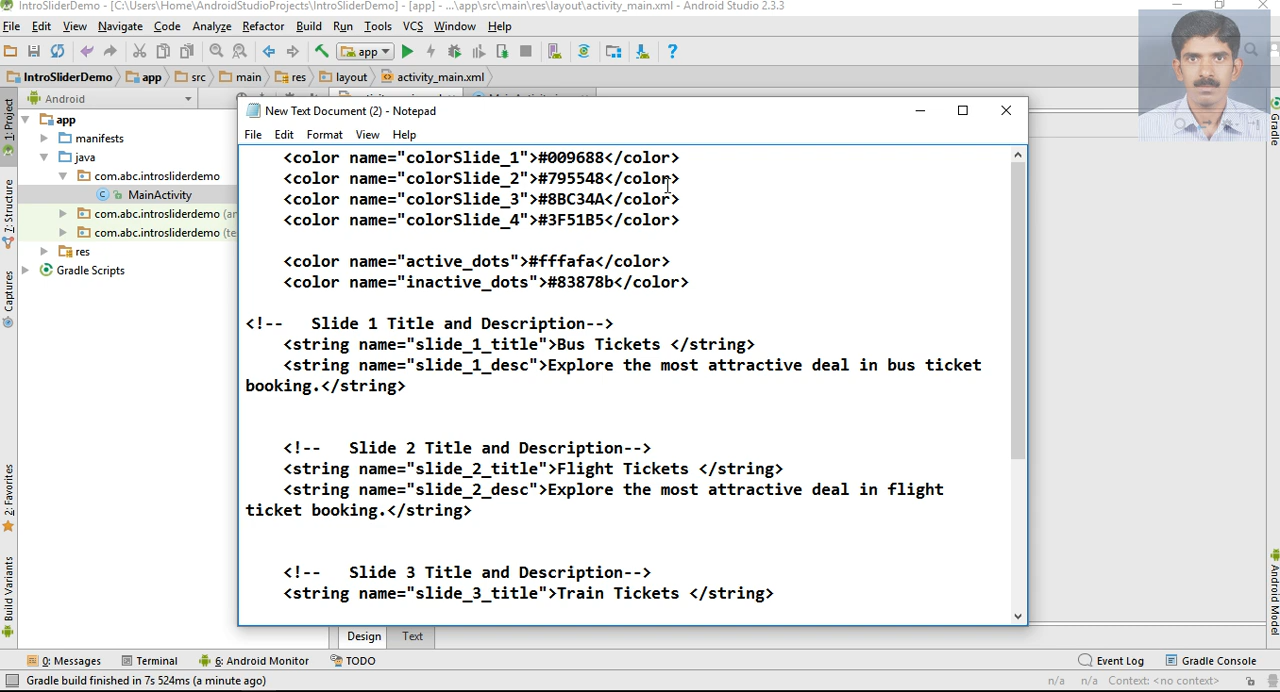 IntroSliderDemo - [C:\Users\Home\AndroidStudioProjects\IntroSliderDemo] - [app] - ...\app\src\main\res\layout\activity_main.xml - Android Studio 2.3.3
File Edit View Navigate Code Analyze Refactor Build Run Tools VCS Window Help
app
IntroSliderDemo app src main res layout activity_main.xml
Android
1: Project
Z: Structure
Captures
2: Favorites
Build Variants
Gradle
Android Model
app
manifests
java
com.abc.introsliderdemo
MainActivity
com.abc.introsliderdemo (an
com.abc.introsliderdemo (te
res
Gradle Scripts
New Text Document (2) - Notepad
File Edit Format View Help
<color name="colorSlide_1">#009688</color>
<color name="colorSlide_2">#795548</color>
<color name="colorSlide_3">#8BC34A</color>
<color name="colorSlide_4">#3F51B5</color>
<color name="active_dots">#fffafa</color>
<color name="inactive_dots">#83878b</color>
<!-- Slide 1 Title and Description-->
<string name="slide_1_title">Bus Tickets </string>
<string name="slide_1_desc">Explore the most attractive deal in bus ticket
booking.</string>
<!-- Slide 2 Title and Description-->
<string name="slide_2_title">Flight Tickets </string>
<string name="slide_2_desc">Explore the most attractive deal in flight
ticket booking.</string>
<!-- Slide 3 Title and Description-->
<string name="slide_3_title">Train Tickets </string>
Design Text
0: Messages Terminal 6: Android Monitor TODO Event Log Gradle Console
Gradle build finished in 7s 524ms (a minute ago) n/a n/a Context: <no context>